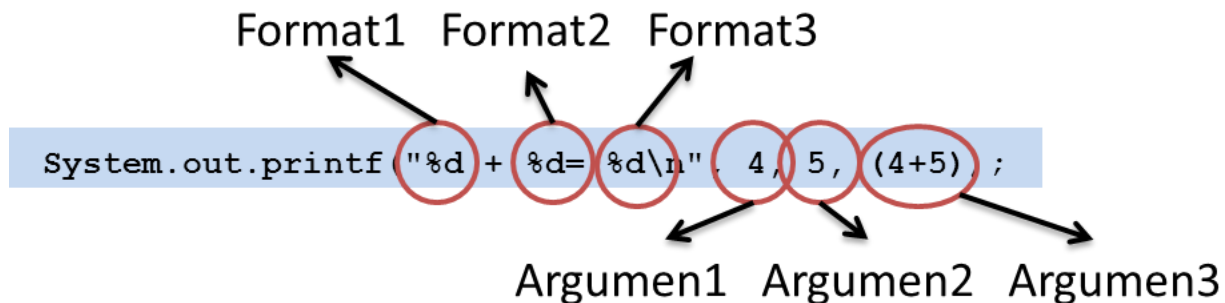 Format1 Format2 Format3
System.out.printf("%d + %d= %d\n", 4, 5, (4+5));
Argumen1 Argumen2 Argumen3